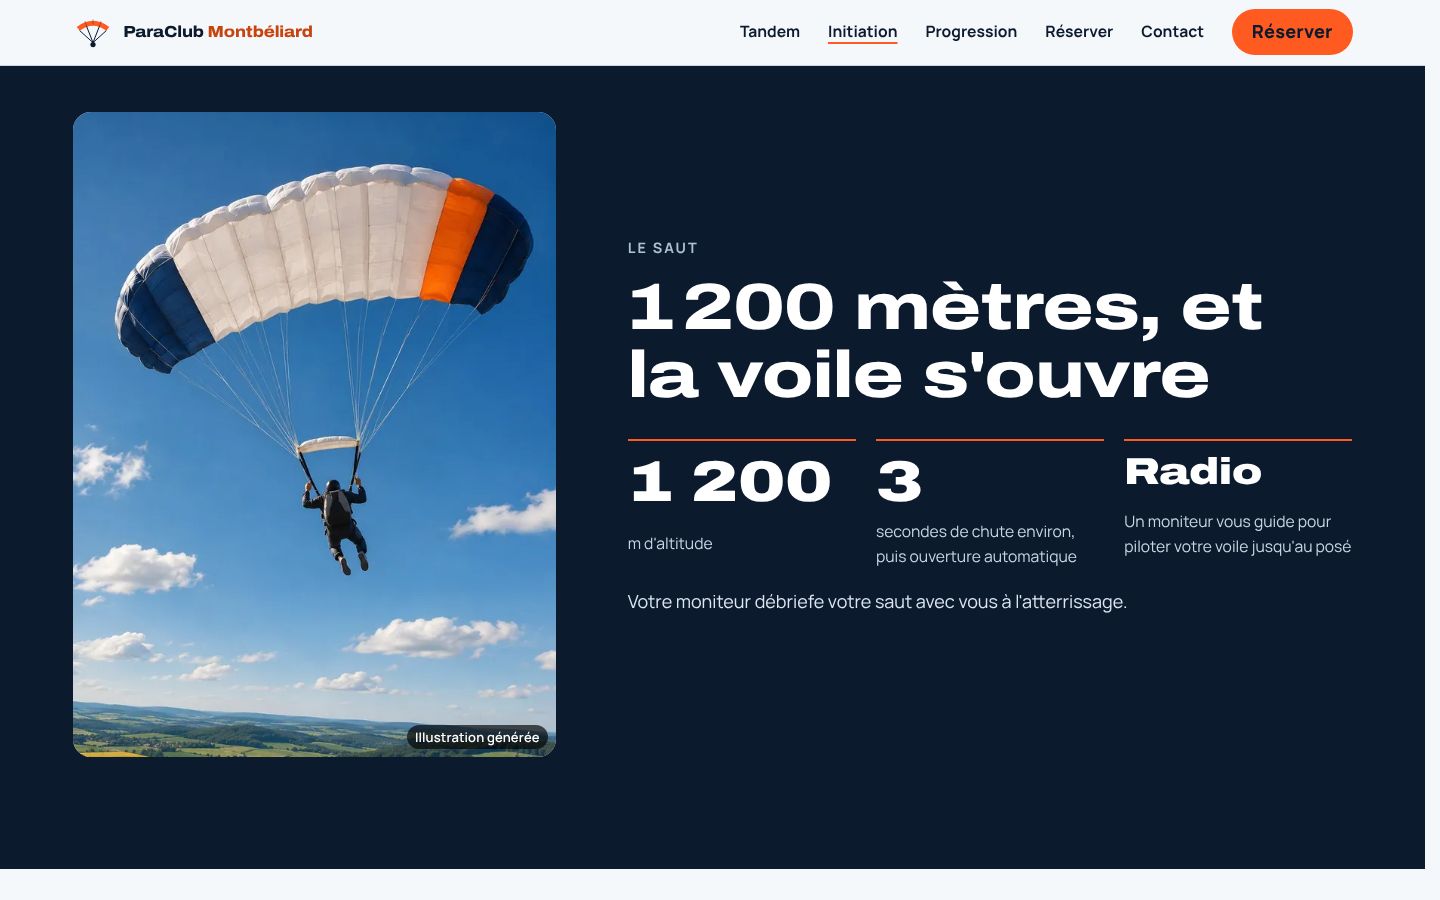 ParaClub Montbéliard
Tandem
Initiation
Progression
Réserver
Contact
Réserver
LE SAUT
1 200 mètres, et
la voile s'ouvre
1 200
m d'altitude
3
secondes de chute environ,
puis ouverture automatique
Radio
Un moniteur vous guide pour
piloter votre voile jusqu'au posé
Votre moniteur débriefe votre saut avec vous à l'atterrissage.
Illustration générée